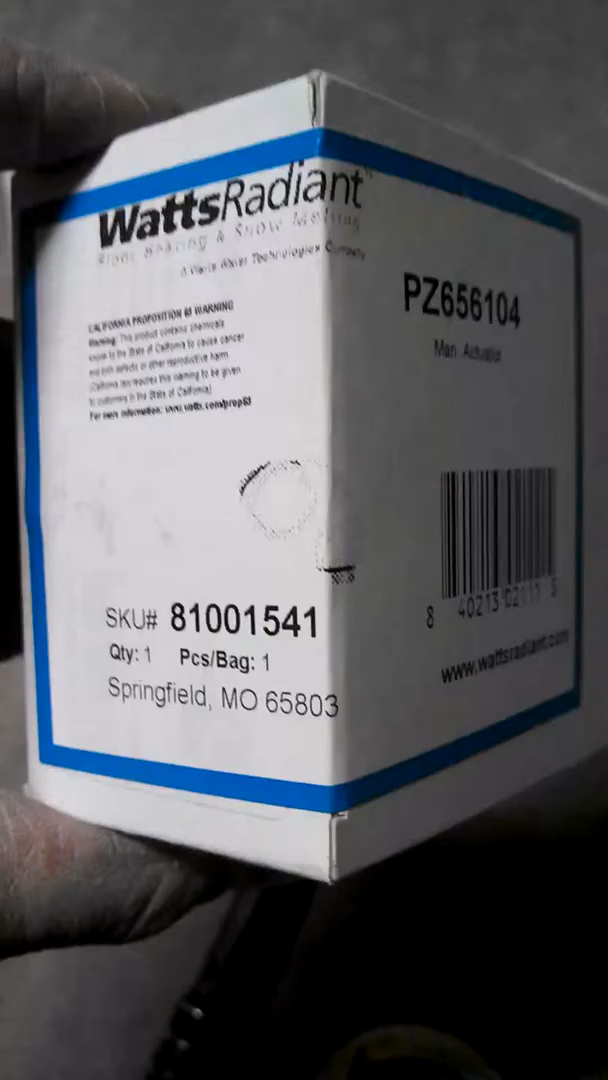 WattsRadiant
Floor Heating & Snow Melting
A Watts Water Technologies Company
CALIFORNIA PROPOSITION 65 WARNING
Warning: This product contains chemicals
known to the State of California to cause cancer
and birth defects or other reproductive harm.
(California law requires this warning to be given
to customers in the State of California)
For more information: www.watts.com/prop65
SKU# 81001541
Qty: 1 Pcs/Bag: 1
Springfield, MO 65803
PZ656104
Man. Actuator
8 40213 02111 5
www.wattsradiant.com